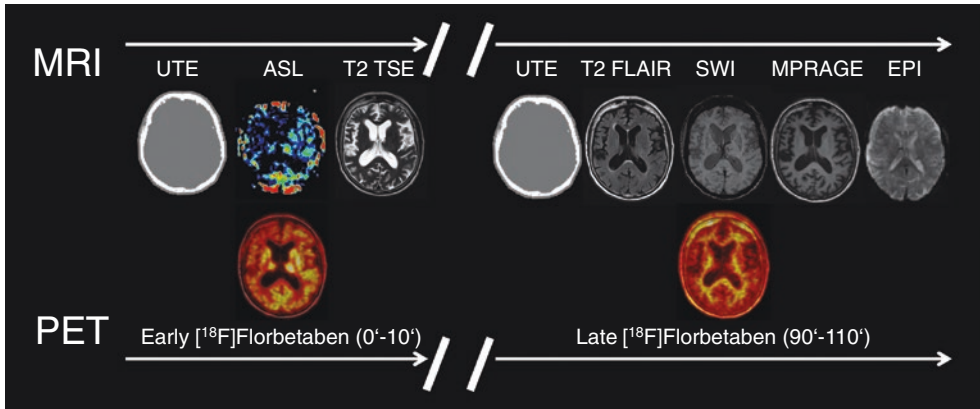 MRI
UTE ASL T2 TSE UTE T2 FLAIR SWI MPRAGE EPI
PET
Early [¹⁸F]Florbetaben (0‘-10‘) Late [¹⁸F]Florbetaben (90‘-110‘)